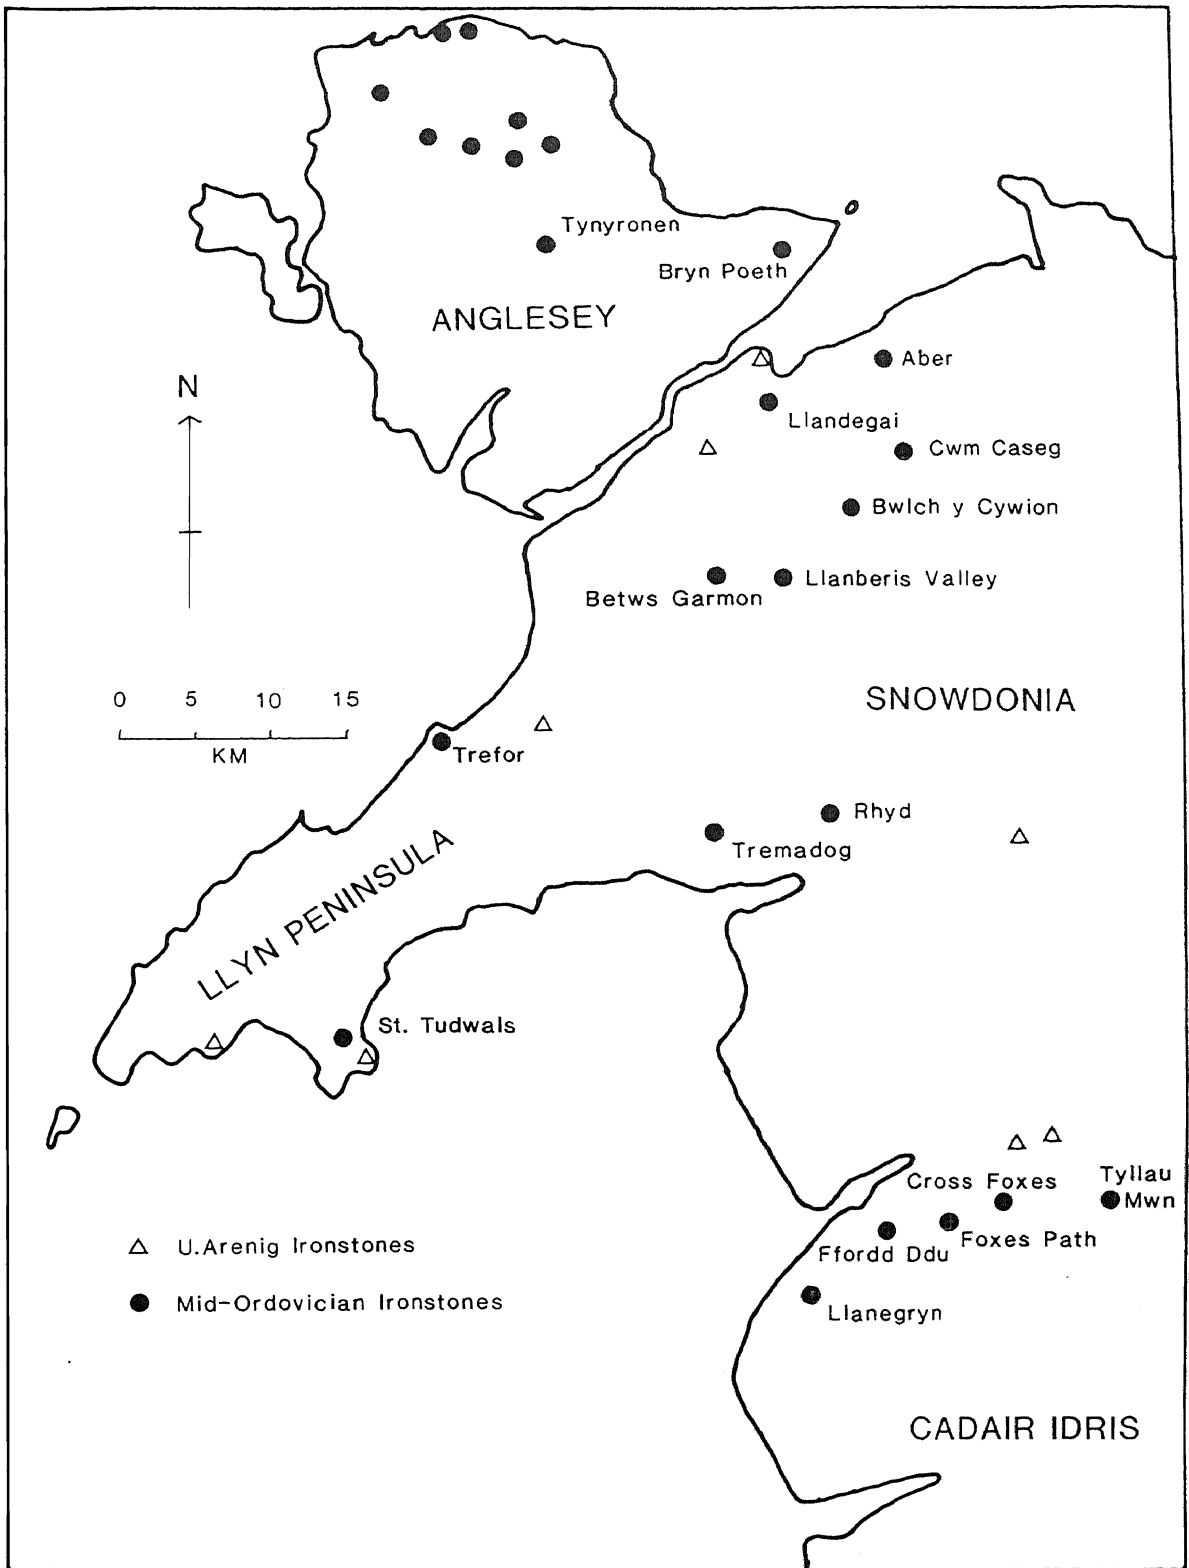 Tynyronen
Bryn Poeth
ANGLESEY
Aber
N
Llandegai
Cwm Caseg
Bwlch y Cywion
Llanberis Valley
Betws Garmon
0 5 10 15
KM
SNOWDONIA
Trefor
Rhyd
Tremadog
LLYN PENINSULA
St. Tudwals
Cross Foxes
Tyllau
Mwn
Foxes Path
Ffordd Ddu
U.Arenig Ironstones
Mid-Ordovician Ironstones
Llanegryn
CADAIR IDRIS